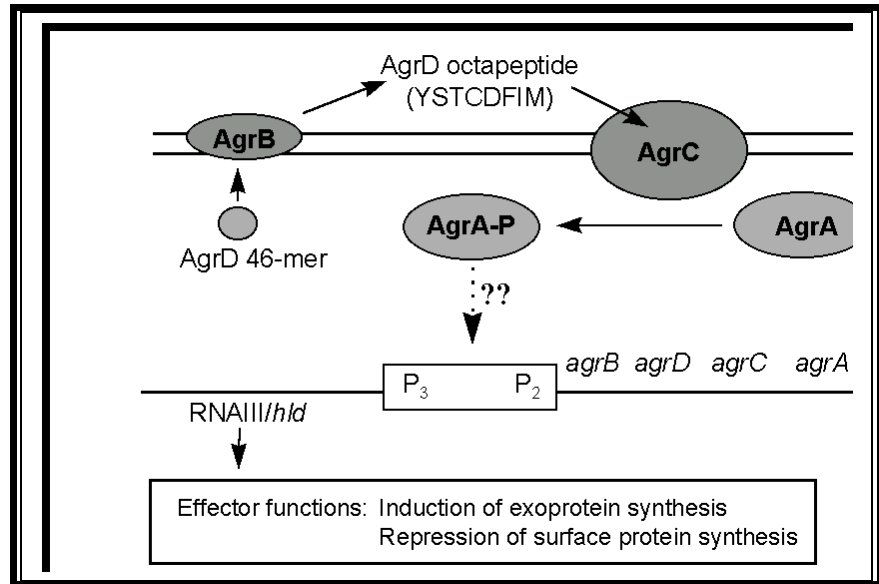 AgrD octapeptide
(YSTCDFIM)
AgrB
AgrC
AgrA-P
AgrA
AgrD 46-mer
??
agrB agrD agrC agrA
P3 P2
RNAIII/hld
Effector functions: Induction of exoprotein synthesis
Repression of surface protein synthesis